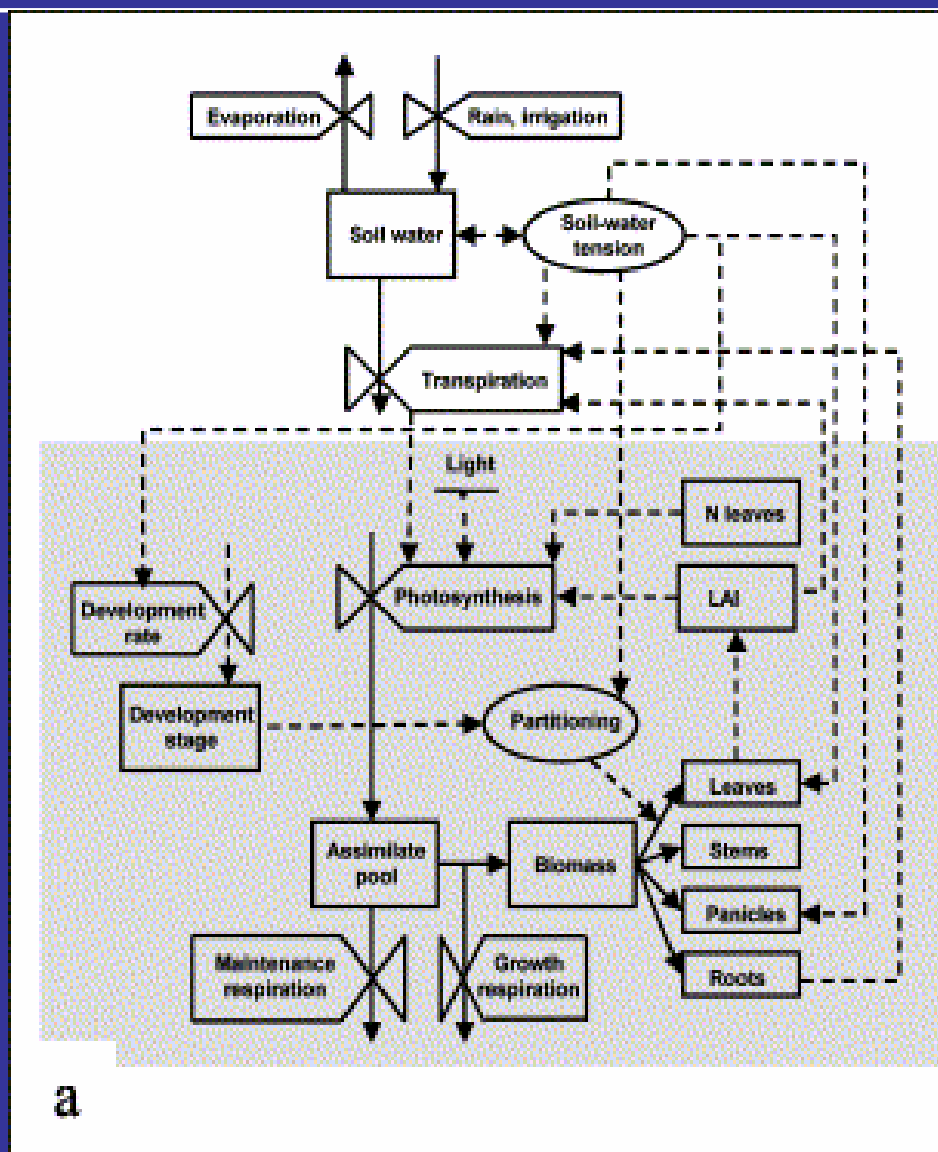 Evaporation
Rain, irrigation
Soil water
Soil-water
tension
Transpiration
Light
N leaves
Development
rate
Photosynthesis
LAI
Development
stage
Partitioning
Leaves
Assimilate
pool
Biomass
Stems
Panicles
Maintenance
respiration
Growth
respiration
Roots
a